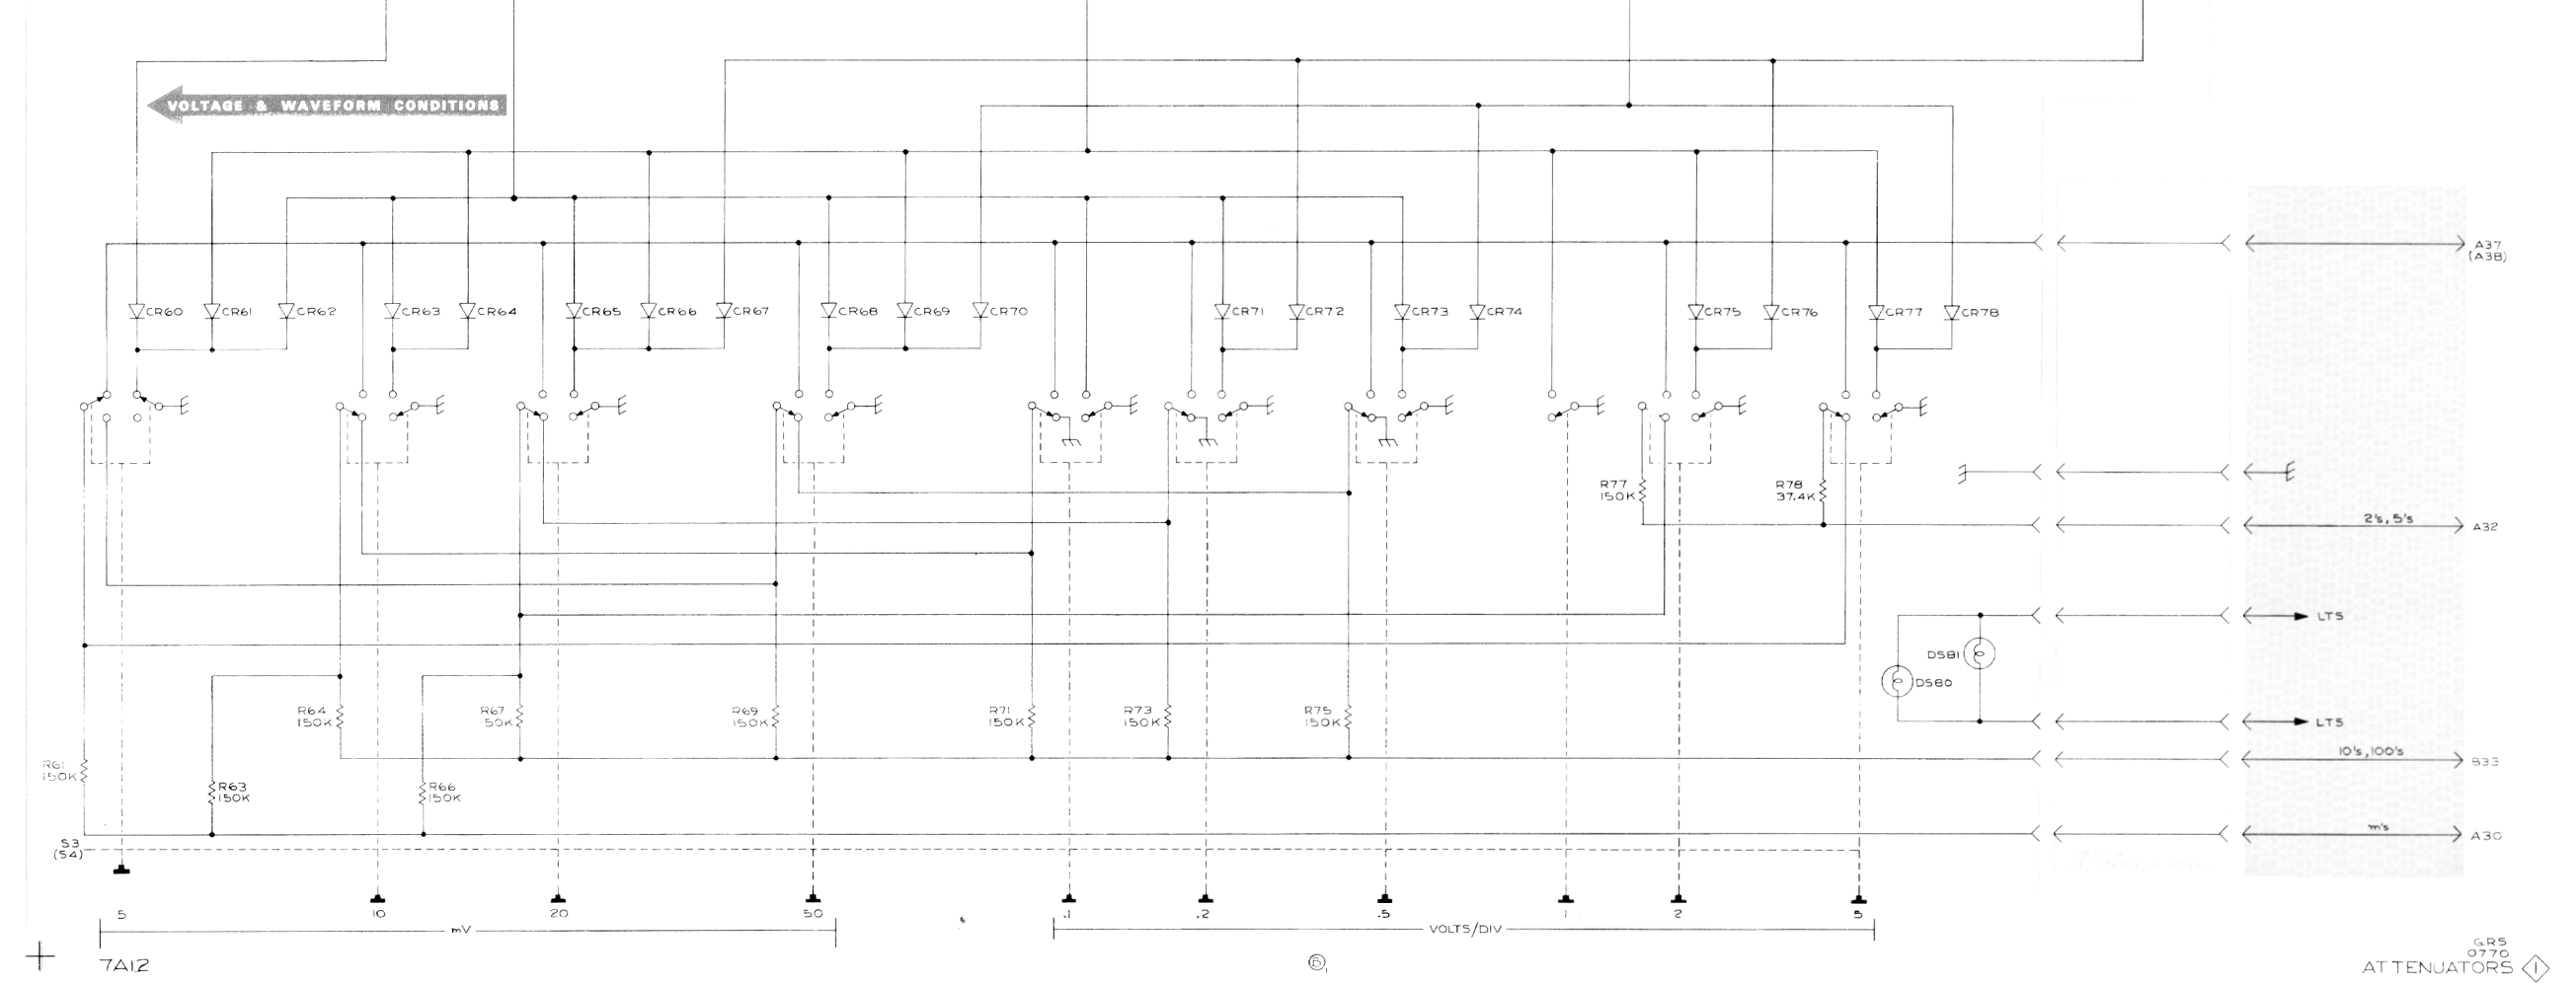 VOLTAGE & WAVEFORM CONDITIONS
A37
(A38)
CR60
CR61
CR62
CR63
CR64
CR65
CR66
CR67
CR68
CR69
CR70
CR71
CR72
CR73
CR74
CR75
CR76
CR77
CR78
R77
150K
R78
37.4K
2's, 5's
A32
LTS
DS81
DS80
LTS
R64
150K
R67
150K
R69
150K
R71
150K
R73
150K
R75
150K
10's, 100's
B33
R61
150K
R63
150K
R66
150K
m's
A30
S3
(S4)
5
10
20
50
.1
.2
.5
1
2
5
mV
VOLTS/DIV
7A12
B1
GRS
0770
ATTENUATORS 1